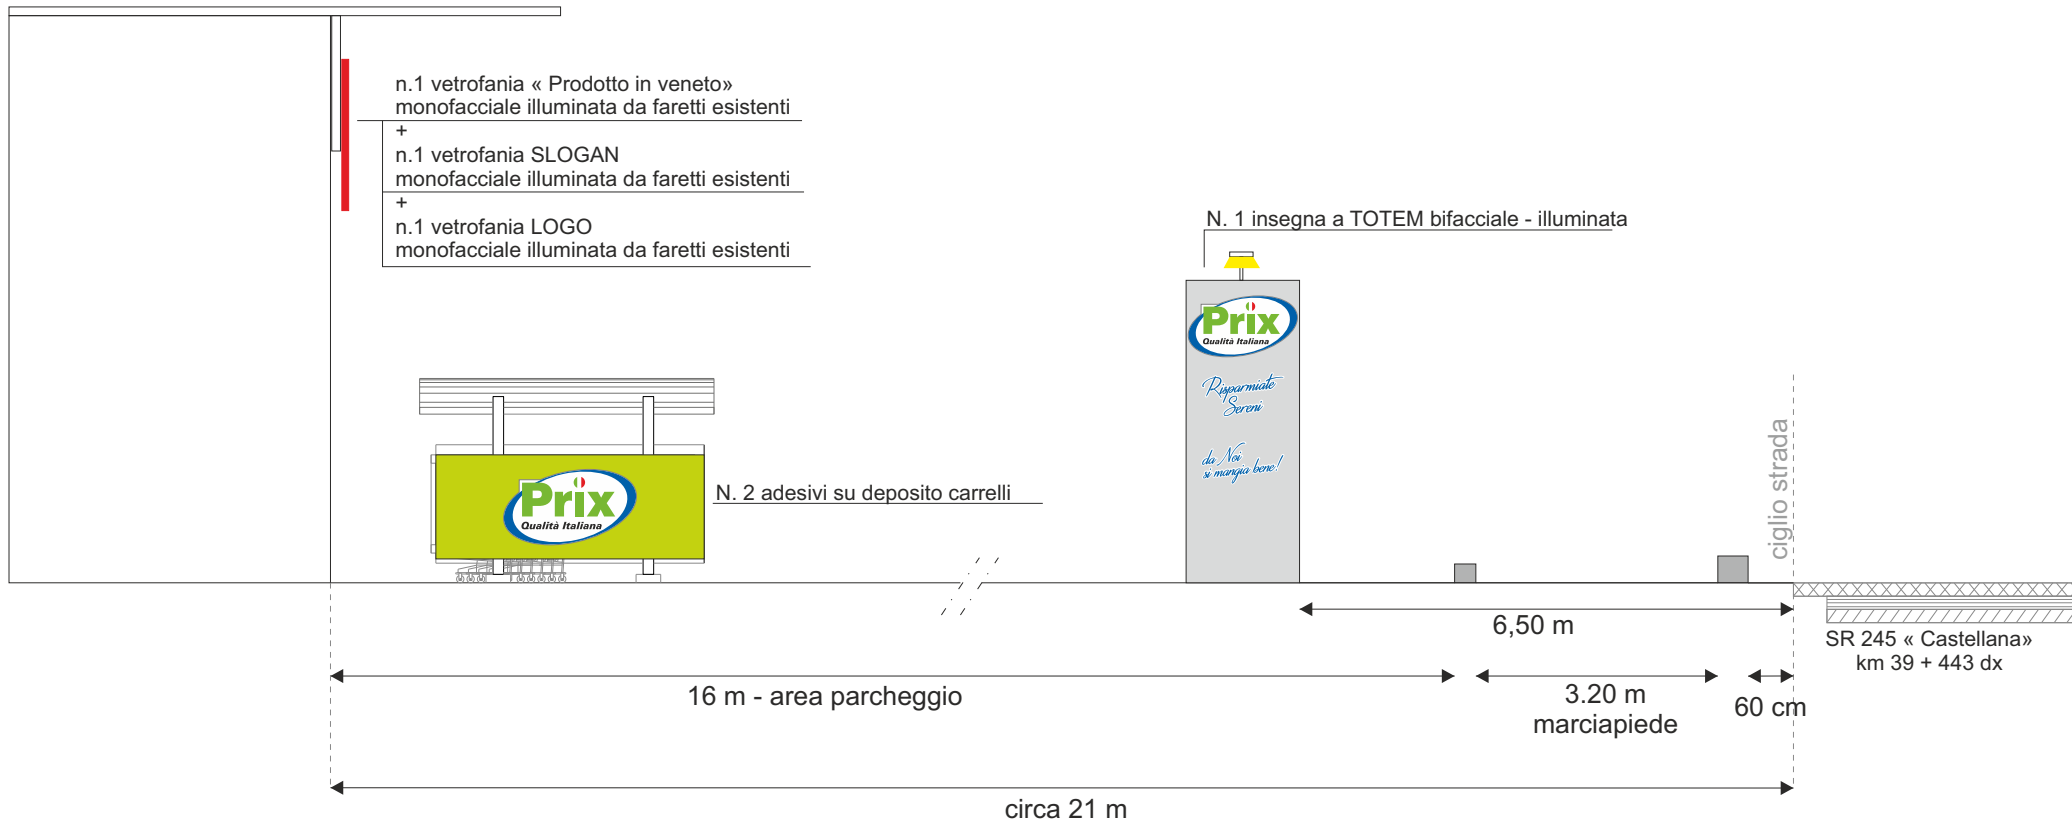 n.1 vetrofania « Prodotto in veneto»
monofacciale illuminata da faretti esistenti
+
n.1 vetrofania SLOGAN
monofacciale illuminata da faretti esistenti
+
n.1 vetrofania LOGO
monofacciale illuminata da faretti esistenti
N. 1 insegna a TOTEM bifacciale - illuminata
Prix
Qualità Italiana
Risparmiate
Sereni
da Noi
si mangia bene!
Prix
Qualità Italiana
N. 2 adesivi su deposito carrelli
ciglio strada
6,50 m
SR 245 « Castellana»
km 39 + 443 dx
16 m - area parcheggio
3.20 m
marciapiede
60 cm
circa 21 m